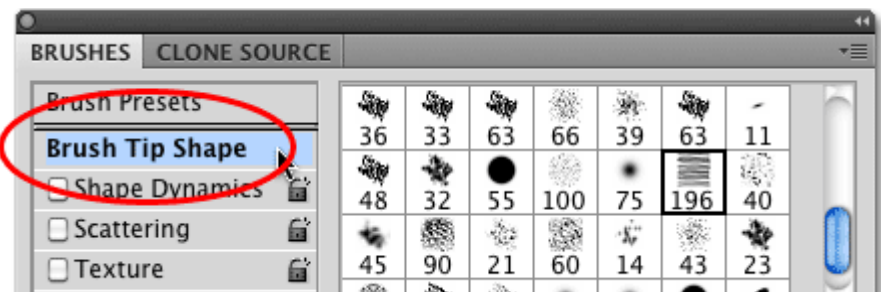 BRUSHES CLONE SOURCE
Brush Presets
Brush Tip Shape
Shape Dynamics
Scattering
Texture
36 33 63 66 39 63 11
48 32 55 100 75 196 40
45 90 21 60 14 43 23